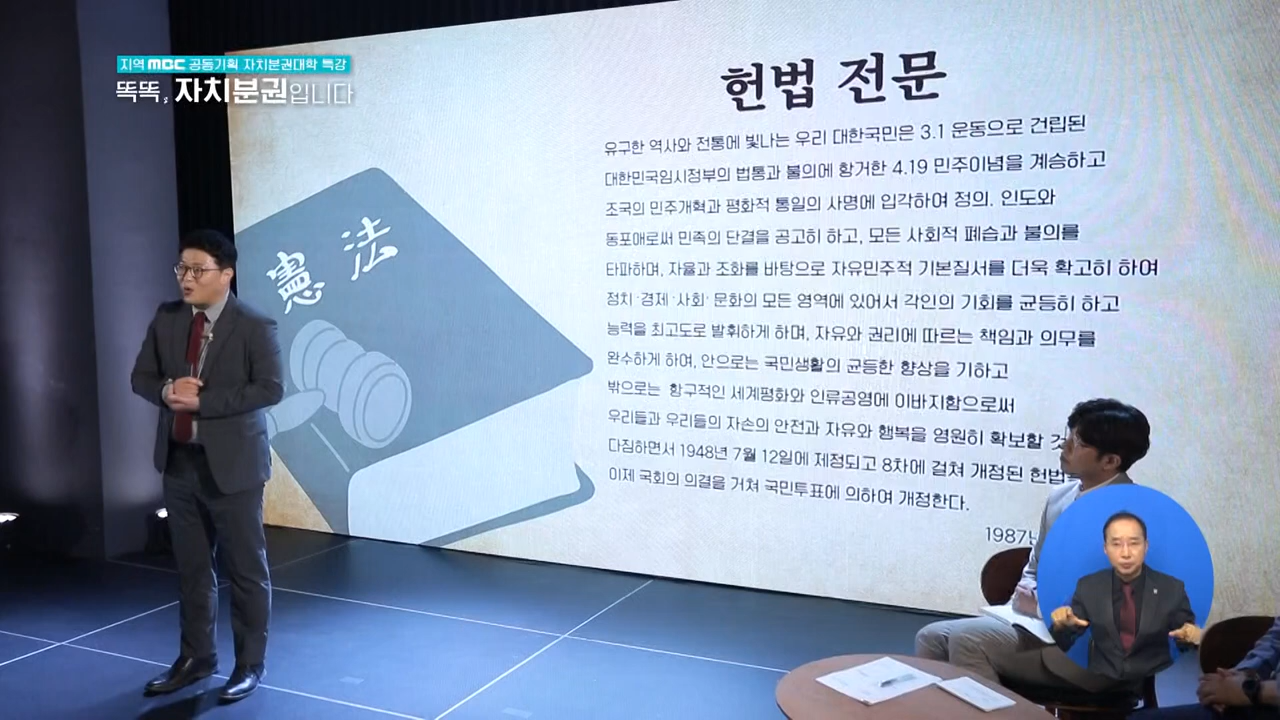 지역 MBC 공동기획 자치분권대학 특강
똑똑, 자치분권입니다
헌법 전문
유구한 역사와 전통에 빛나는 우리 대한국민은 3.1 운동으로 건립된
대한민국임시정부의 법통과 불의에 항거한 4.19 민주이념을 계승하고
조국의 민주개혁과 평화적 통일의 사명에 입각하여 정의. 인도와
동포애로써 민족의 단결을 공고히 하고, 모든 사회적 폐습과 불의를
타파하며, 자율과 조화를 바탕으로 자유민주적 기본질서를 더욱 확고히 하여
정치·경제·사회·문화의 모든 영역에 있어서 각인의 기회를 균등히 하고
능력을 최고도로 발휘하게 하며, 자유와 권리에 따르는 책임과 의무를
완수하게 하여, 안으로는 국민생활의 균등한 향상을 기하고
밖으로는 항구적인 세계평화와 인류공영에 이바지함으로써
우리들과 우리들의 자손의 안전과 자유와 행복을 영원히 확보할
다짐하면서 1948년 7월 12일에 제정되고 8차에 걸쳐 개정된 헌법
이제 국회의 의결을 거쳐 국민투표에 의하여 개정한다.
1987년
憲法